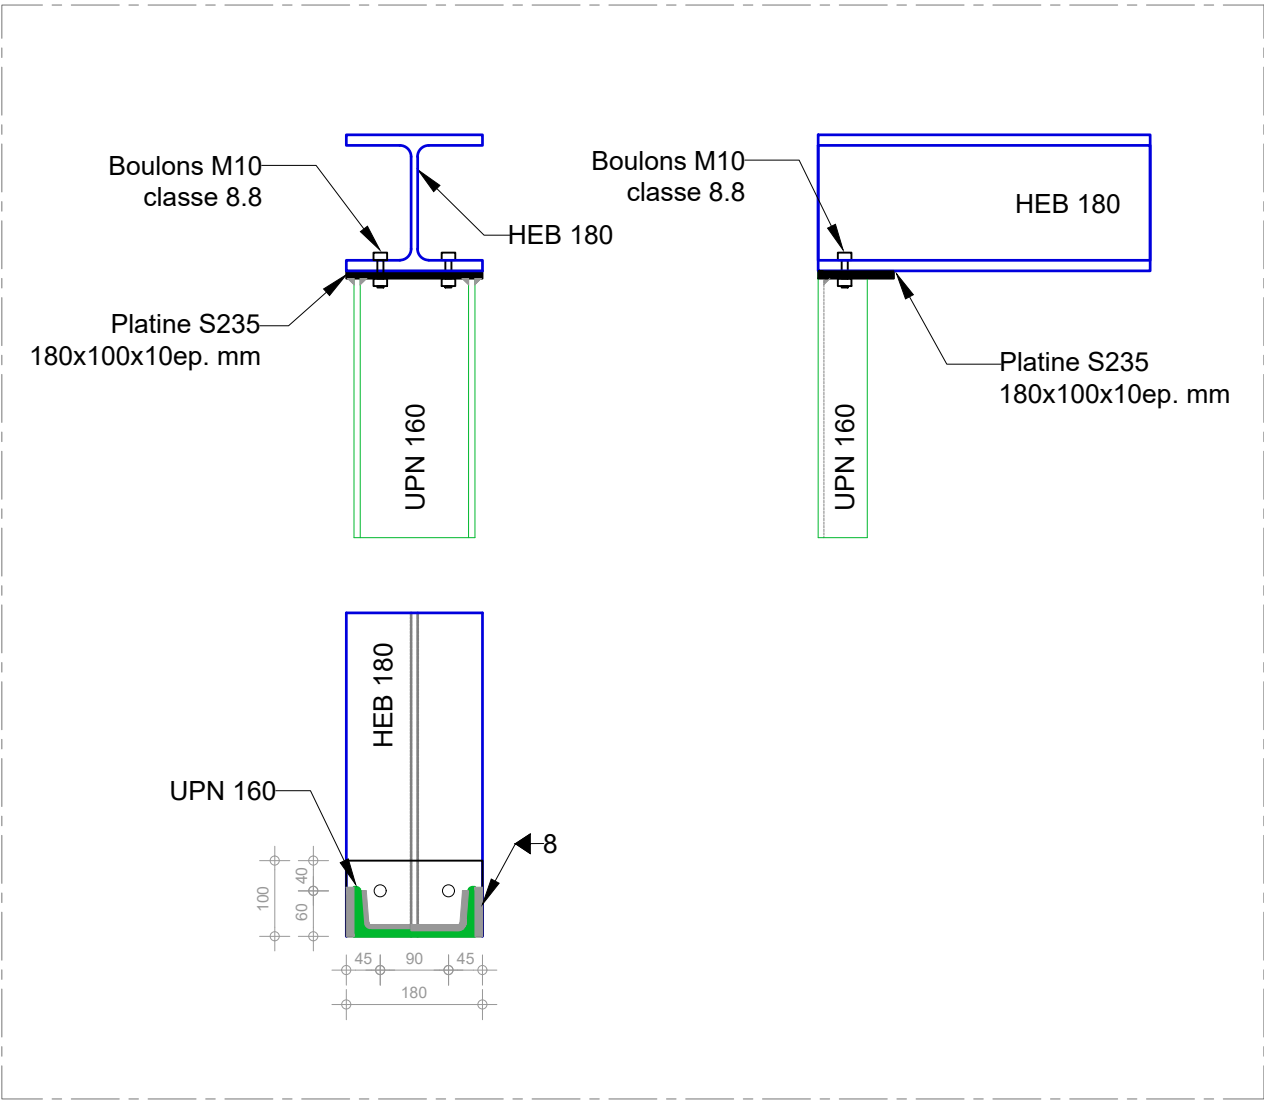 Boulons M10
classe 8.8
HEB 180
Platine S235
180x100x10ep. mm
UPN 160
Boulons M10
classe 8.8
HEB 180
Platine S235
180x100x10ep. mm
UPN 160
HEB 180
UPN 160
8
100
40
60
45
90
45
180